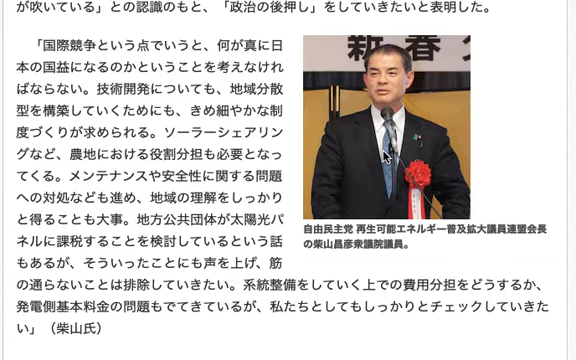 が吹いている」との認識のもと、「政治の後押し」をしていきたいと表明した。
「国際競争という点でいうと、何が真に日
本の国益になるのかということを考えなけれ
ばならない。技術開発についても、地域分散
型を構築していくためにも、きめ細やかな制
度づくりが求められる。ソーラーシェアリン
グなど、農地における役割分担も必要となっ
てくる。メンテナンスや安全性に関する問題
への対処なども進め、地域の理解をしっかり
と得ることも大事。地方公共団体が太陽光パ
ネルに課税することを検討しているという話
もあるが、そういったことにも声を上げ、筋
の通らないことは排除していきたい。系統整備をしていく上での費用分担をどうするか、
発電側基本料金の問題もでてきているが、私たちとしてもしっかりとチェックしていきた
い」（柴山氏）
新春
自由民主党 再生可能エネルギー普及拡大議員連盟会長
の柴山昌彦衆議院議員。